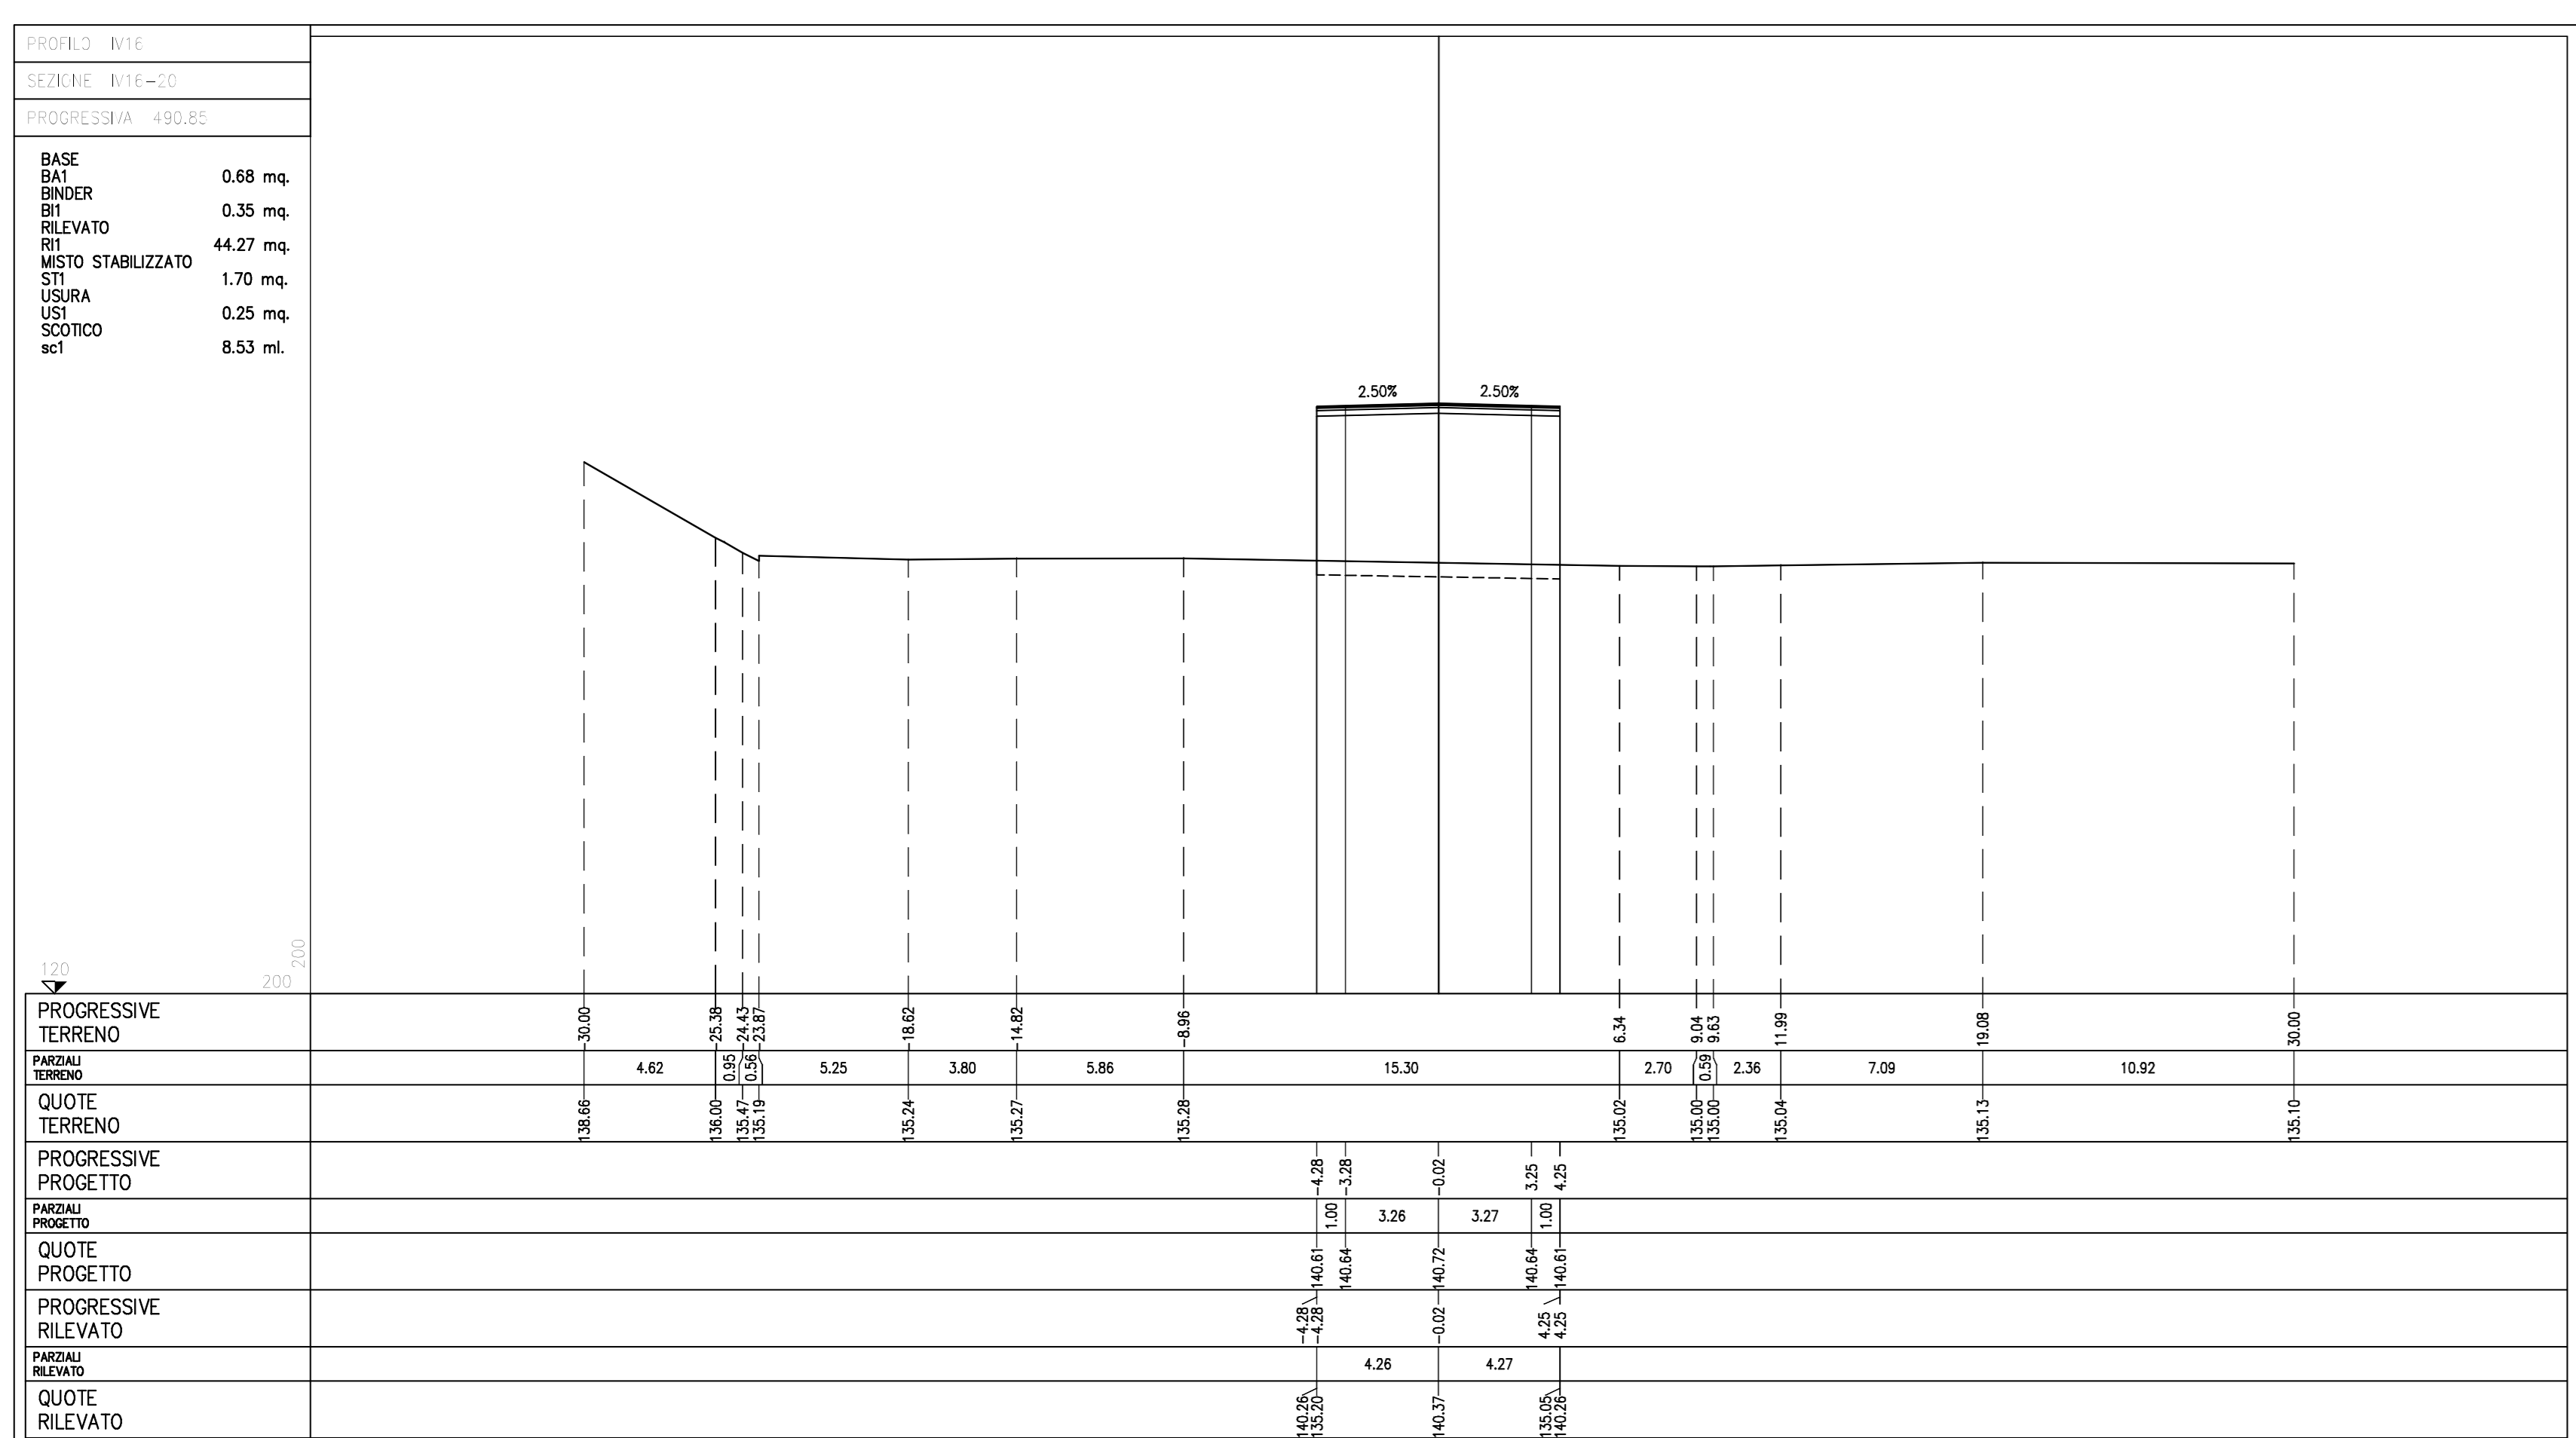 PROFILO IV16
SEZIONE IV16-20
PROGRESSIVA 490.85
BASE
BA1 0.68 mq.
BINDER
BI1 0.35 mq.
RILEVATO
RI1 44.27 mq.
MISTO STABILIZZATO
ST1 1.70 mq.
USURA
US1 0.25 mq.
SCOTICO
sc1 8.53 ml.
2.50% 2.50%
200
120
200
PROGRESSIVE
TERRENO
-30.00 -25.38 -24.43 -23.87 -18.62 -14.82 -8.96 6.34 9.04 9.63 11.99 19.08 30.00
PARZIALI
TERRENO
4.62 0.95 0.56 5.25 3.80 5.86 15.30 2.70 0.59 2.36 7.09 10.92
QUOTE
TERRENO
138.66 136.00 135.47 135.19 135.24 135.27 135.28 135.02 135.00 135.00 135.04 135.13 135.10
PROGRESSIVE
PROGETTO
-4.28 -3.28 -0.02 3.25 4.25
PARZIALI
PROGETTO
1.00 3.26 3.27 1.00
QUOTE
PROGETTO
140.61 140.64 140.72 140.64 140.61
PROGRESSIVE
RILEVATO
-4.28 -4.28 -0.02 4.25 4.25
PARZIALI
RILEVATO
4.26 4.27
QUOTE
RILEVATO
140.26 135.20 140.37 135.05 140.26